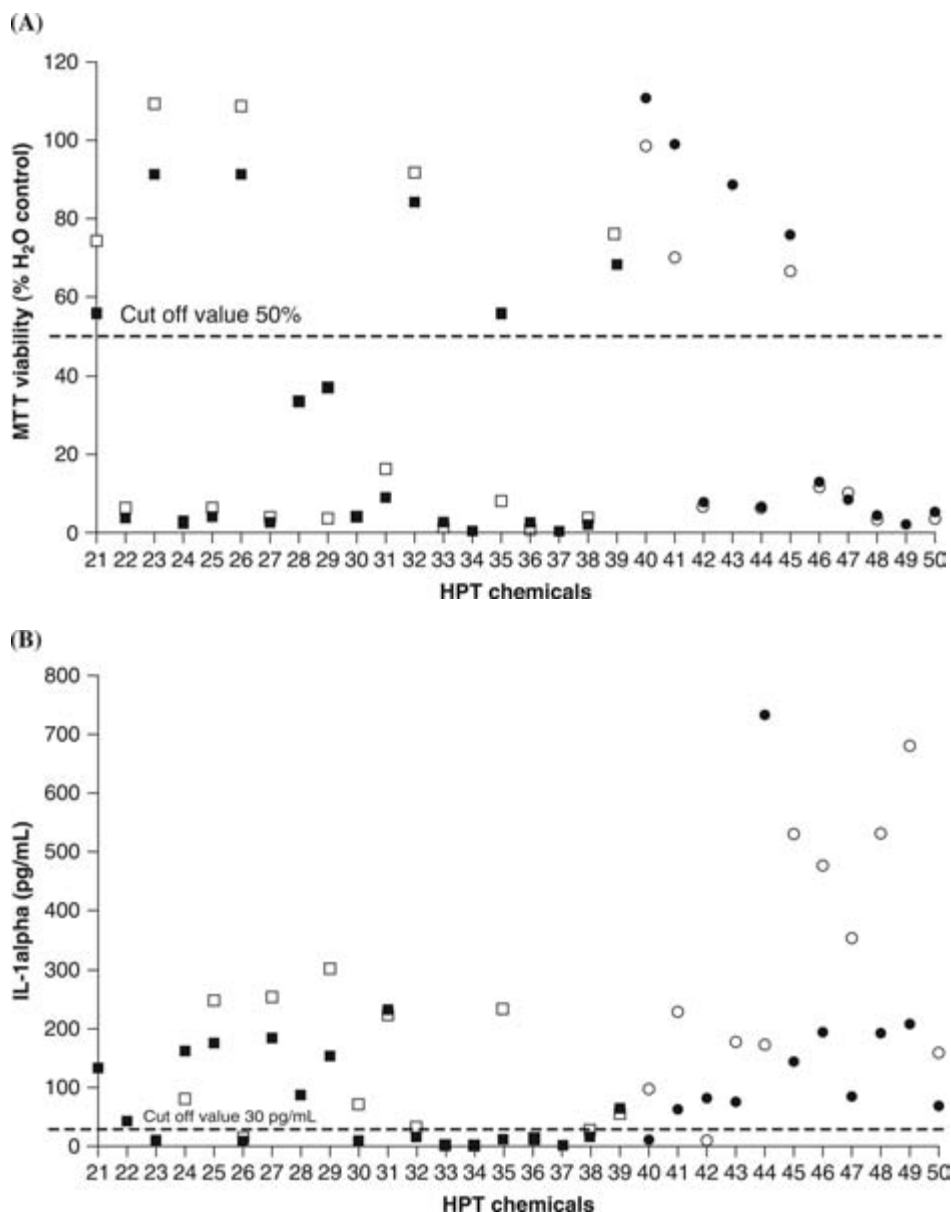 (A)
120
100
80
60
40
20
0
MTT viability (% H₂O control)
Cut off value 50%
21 22 23 24 25 26 27 28 29 30 31 32 33 34 35 36 37 38 39 40 41 42 43 44 45 46 47 48 49 50
HPT chemicals
(B)
800
700
600
500
400
300
200
100
0
IL-1alpha (pg/mL)
Cut off value 30 pg/mL
21 22 23 24 25 26 27 28 29 30 31 32 33 34 35 36 37 38 39 40 41 42 43 44 45 46 47 48 49 50
HPT chemicals